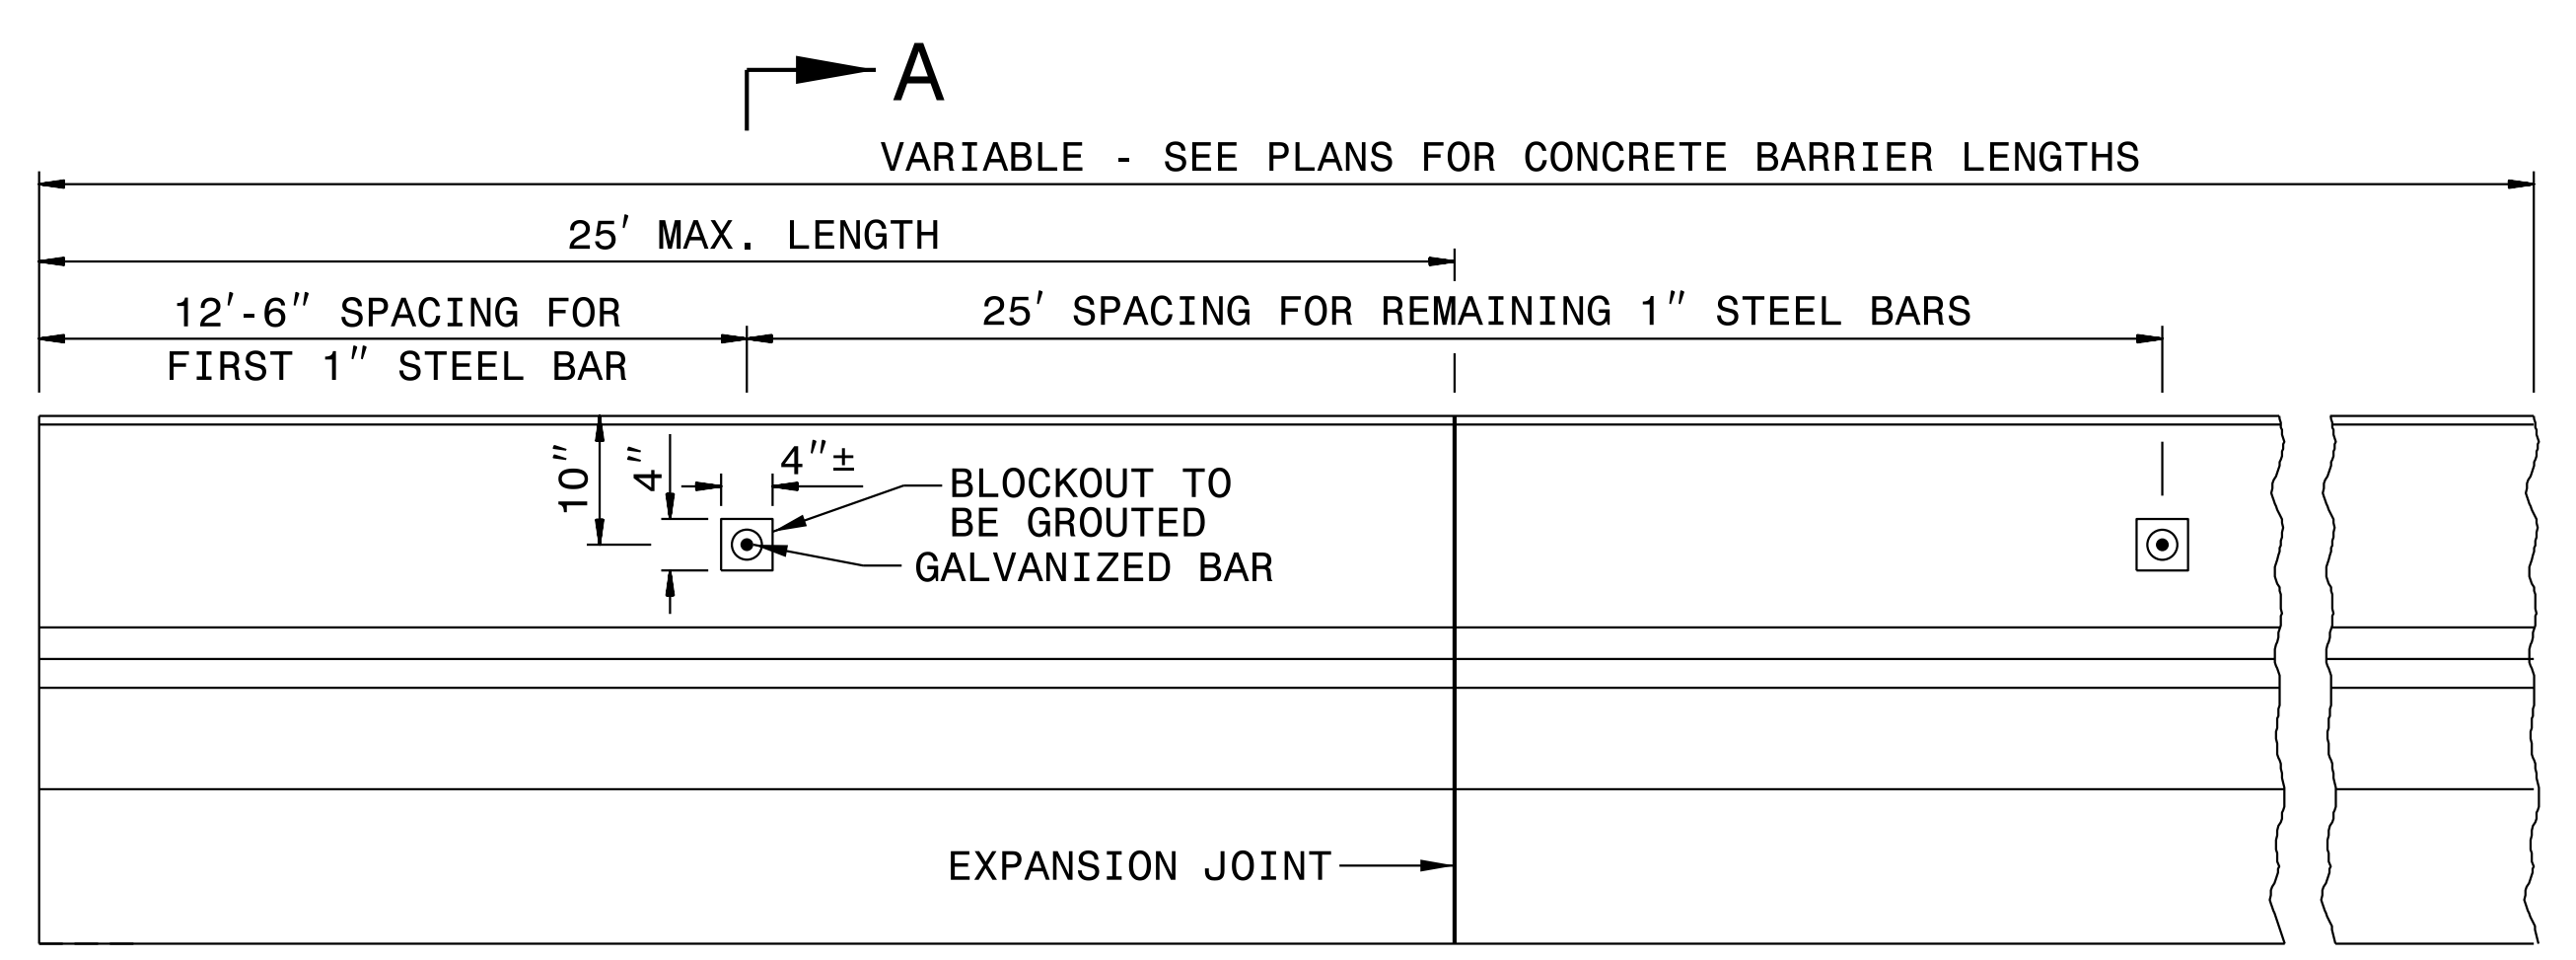 A
VARIABLE - SEE PLANS FOR CONCRETE BARRIER LENGTHS
25' MAX. LENGTH
12'-6" SPACING FOR
FIRST 1" STEEL BAR
25' SPACING FOR REMAINING 1" STEEL BARS
10"
4"
4"±
BLOCKOUT TO
BE GROUTED
GALVANIZED BAR
EXPANSION JOINT